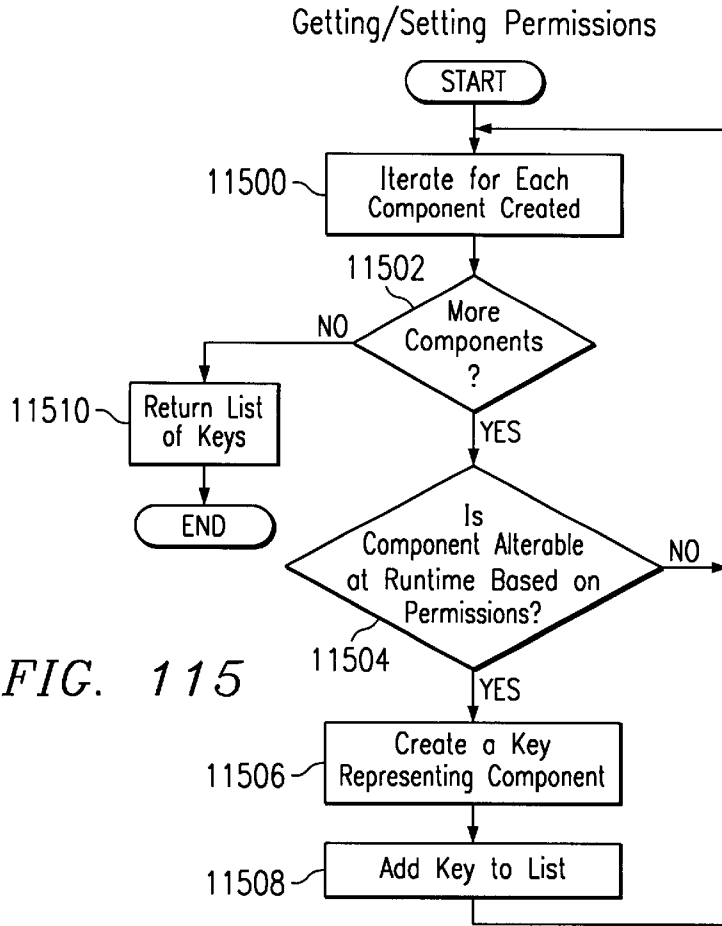 Getting/Setting Permissions
START
11500
Iterate for Each
Component Created
11502
More
Components
?
NO
YES
11510
Return List
of Keys
END
Is
Component Alterable
at Runtime Based on
Permissions?
NO
11504
YES
FIG. 115
11506
Create a Key
Representing Component
11508
Add Key to List